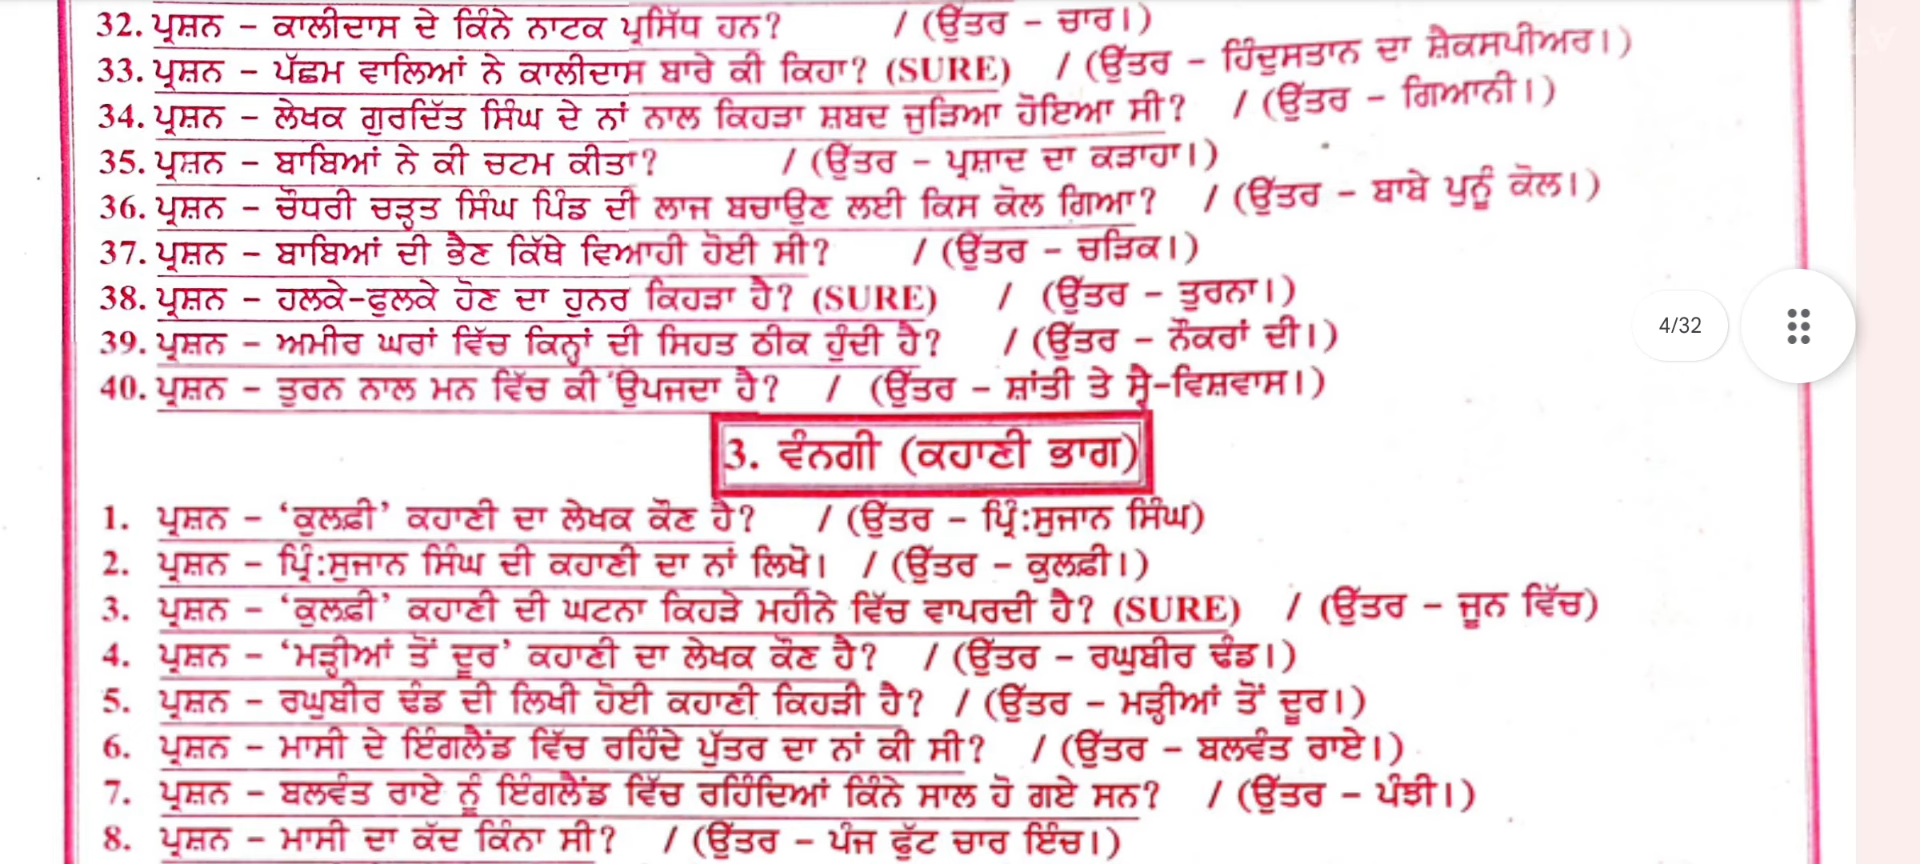 32. ਪ੍ਰਸ਼ਨ – ਕਾਲੀਦਾਸ ਦੇ ਕਿੰਨੇ ਨਾਟਕ ਪ੍ਰਸਿੱਧ ਹਨ? / (ਉੱਤਰ – ਚਾਰ।)
33. ਪ੍ਰਸ਼ਨ – ਪੱਛਮ ਵਾਲਿਆਂ ਨੇ ਕਾਲੀਦਾਸ ਬਾਰੇ ਕੀ ਕਿਹਾ? (SURE) / (ਉੱਤਰ – ਹਿੰਦੁਸਤਾਨ ਦਾ ਸ਼ੈਕਸਪੀਅਰ।)
34. ਪ੍ਰਸ਼ਨ – ਲੇਖਕ ਗੁਰਦਿੱਤ ਸਿੰਘ ਦੇ ਨਾਂ ਨਾਲ ਕਿਹੜਾ ਸ਼ਬਦ ਜੁੜਿਆ ਹੋਇਆ ਸੀ? / (ਉੱਤਰ – ਗਿਆਨੀ।)
35. ਪ੍ਰਸ਼ਨ – ਬਾਬਿਆਂ ਨੇ ਕੀ ਚਟਮ ਕੀਤਾ? / (ਉੱਤਰ – ਪ੍ਰਸ਼ਾਦ ਦਾ ਕੜਾਹਾ।)
36. ਪ੍ਰਸ਼ਨ – ਚੌਧਰੀ ਚੜ੍ਹਤ ਸਿੰਘ ਪਿੰਡ ਦੀ ਲਾਜ ਬਚਾਉਣ ਲਈ ਕਿਸ ਕੋਲ ਗਿਆ? / (ਉੱਤਰ – ਬਾਬੇ ਪੁਨੂੰ ਕੋਲ।)
37. ਪ੍ਰਸ਼ਨ – ਬਾਬਿਆਂ ਦੀ ਭੈਣ ਕਿੱਥੇ ਵਿਆਹੀ ਹੋਈ ਸੀ? / (ਉੱਤਰ – ਚੜਿਕ।)
38. ਪ੍ਰਸ਼ਨ – ਹਲਕੇ-ਫੁਲਕੇ ਹੋਣ ਦਾ ਹੁਨਰ ਕਿਹੜਾ ਹੈ? (SURE) / (ਉੱਤਰ – ਤੁਰਨਾ।)
39. ਪ੍ਰਸ਼ਨ – ਅਮੀਰ ਘਰਾਂ ਵਿੱਚ ਕਿਨ੍ਹਾਂ ਦੀ ਸਿਹਤ ਠੀਕ ਹੁੰਦੀ ਹੈ? / (ਉੱਤਰ – ਨੌਕਰਾਂ ਦੀ।)
40. ਪ੍ਰਸ਼ਨ – ਤੁਰਨ ਨਾਲ ਮਨ ਵਿੱਚ ਕੀ ਉਪਜਦਾ ਹੈ? / (ਉੱਤਰ – ਸ਼ਾਂਤੀ ਤੇ ਸ੍ਵੈ-ਵਿਸ਼ਵਾਸ।)
4/32
3. ਵੰਨਗੀ (ਕਹਾਣੀ ਭਾਗ)
1. ਪ੍ਰਸ਼ਨ – ‘ਕੁਲਫ਼ੀ’ ਕਹਾਣੀ ਦਾ ਲੇਖਕ ਕੌਣ ਹੈ? / (ਉੱਤਰ – ਪ੍ਰਿੰ:ਸੁਜਾਨ ਸਿੰਘ)
2. ਪ੍ਰਸ਼ਨ – ਪ੍ਰਿੰ:ਸੁਜਾਨ ਸਿੰਘ ਦੀ ਕਹਾਣੀ ਦਾ ਨਾਂ ਲਿਖੋ। / (ਉੱਤਰ – ਕੁਲਫ਼ੀ।)
3. ਪ੍ਰਸ਼ਨ – ‘ਕੁਲਫ਼ੀ’ ਕਹਾਣੀ ਦੀ ਘਟਨਾ ਕਿਹੜੇ ਮਹੀਨੇ ਵਿੱਚ ਵਾਪਰਦੀ ਹੈ? (SURE) / (ਉੱਤਰ – ਜੂਨ ਵਿੱਚ)
4. ਪ੍ਰਸ਼ਨ – ‘ਮੜ੍ਹੀਆਂ ਤੋਂ ਦੂਰ’ ਕਹਾਣੀ ਦਾ ਲੇਖਕ ਕੌਣ ਹੈ? / (ਉੱਤਰ – ਰਘੁਬੀਰ ਢੰਡ।)
5. ਪ੍ਰਸ਼ਨ – ਰਘੁਬੀਰ ਢੰਡ ਦੀ ਲਿਖੀ ਹੋਈ ਕਹਾਣੀ ਕਿਹੜੀ ਹੈ? / (ਉੱਤਰ – ਮੜ੍ਹੀਆਂ ਤੋਂ ਦੂਰ।)
6. ਪ੍ਰਸ਼ਨ – ਮਾਸੀ ਦੇ ਇੰਗਲੈਂਡ ਵਿੱਚ ਰਹਿੰਦੇ ਪੁੱਤਰ ਦਾ ਨਾਂ ਕੀ ਸੀ? / (ਉੱਤਰ – ਬਲਵੰਤ ਰਾਏ।)
7. ਪ੍ਰਸ਼ਨ – ਬਲਵੰਤ ਰਾਏ ਨੂੰ ਇੰਗਲੈਂਡ ਵਿੱਚ ਰਹਿੰਦਿਆਂ ਕਿੰਨੇ ਸਾਲ ਹੋ ਗਏ ਸਨ? / (ਉੱਤਰ – ਪੰਝੀ।)
8. ਪ੍ਰਸ਼ਨ – ਮਾਸੀ ਦਾ ਕੱਦ ਕਿੰਨਾ ਸੀ? / (ਉੱਤਰ – ਪੰਜ ਫੁੱਟ ਚਾਰ ਇੰਚ।)